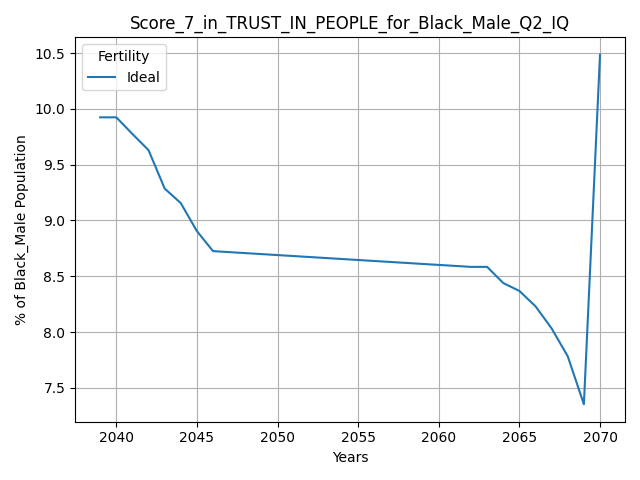 Score_7_in_TRUST_IN_PEOPLE_for_Black_Male_Q2_IQ
Fertility
Ideal
10.5
10.0
9.5
9.0
8.5
8.0
7.5
% of Black_Male Population
2040 2045 2050 2055 2060 2065 2070
Years